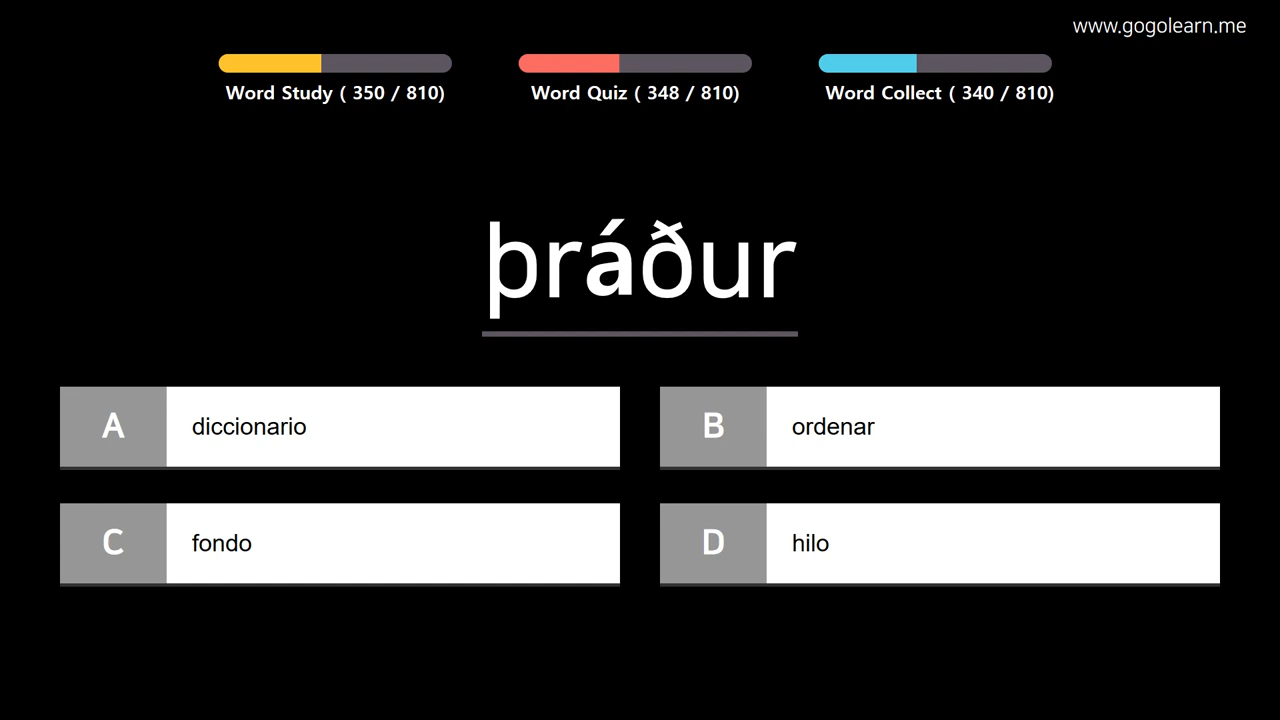 www.gogolearn.me
Word Study ( 350 / 810)
Word Quiz ( 348 / 810)
Word Collect ( 340 / 810)
þráður
A diccionario
B ordenar
C fondo
D hilo